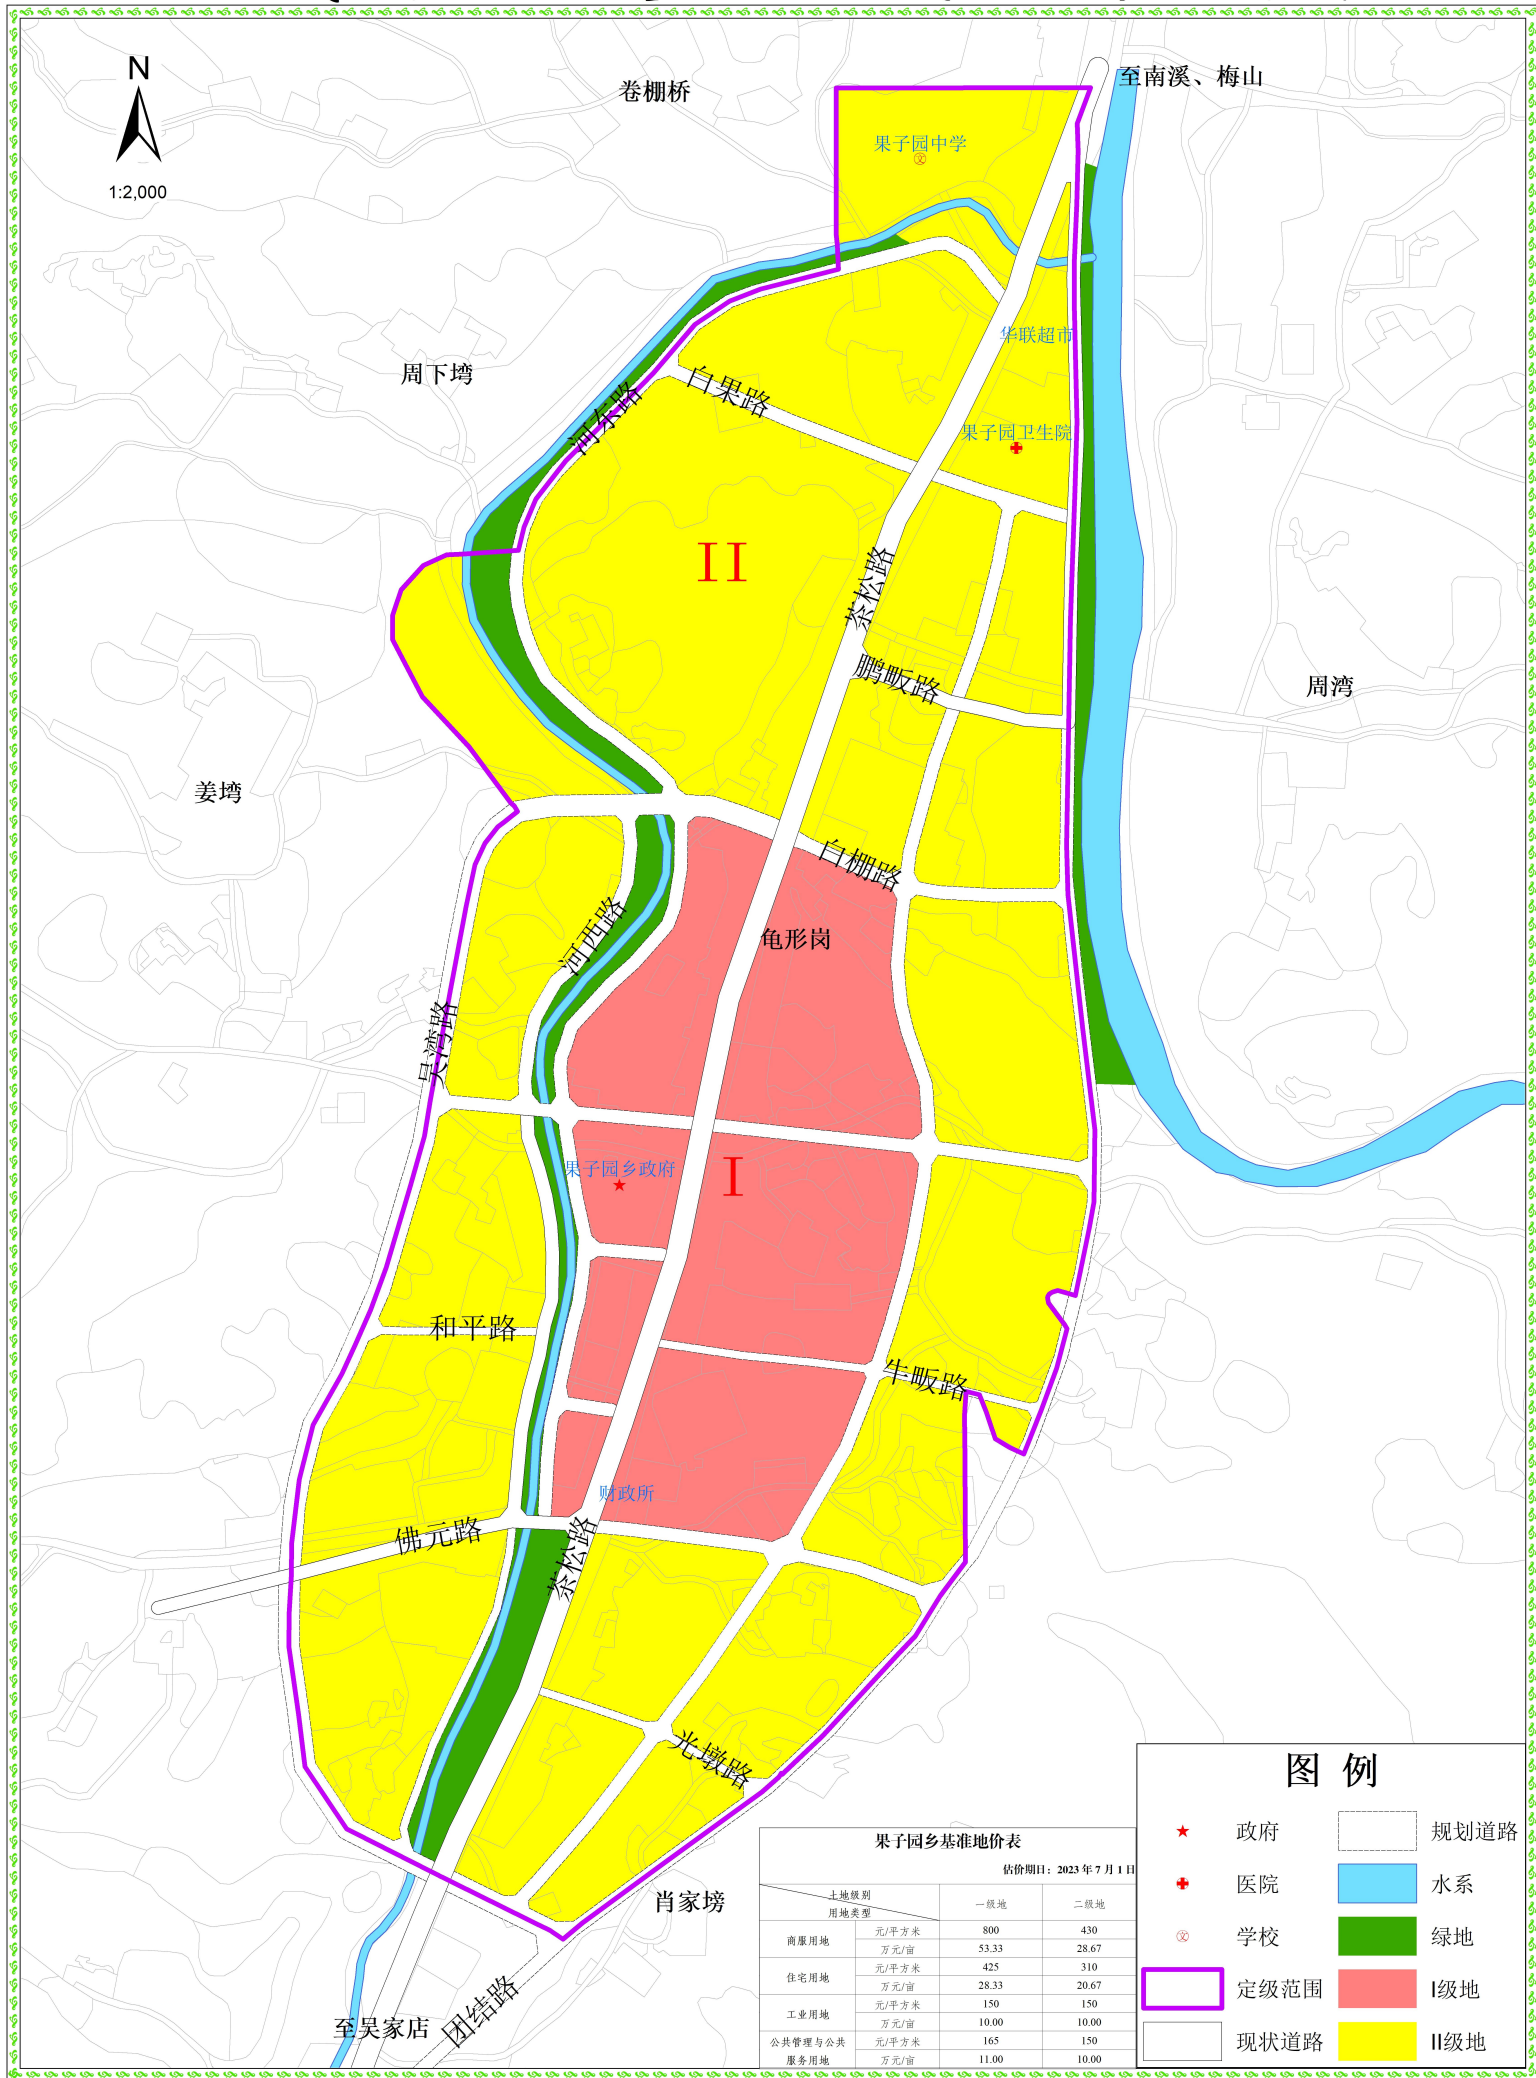 N
1:2,000
卷棚桥
至南溪、梅山
果子园中学
文
华联超市
周下塆
白果路
河东路
果子园卫生院
II
茶松路
鹏畈路
周湾
姜塆
白棚路
河西路
龟形岗
吴湾路
果子园乡政府
I
和平路
牛畈路
财政所
佛元路
茶松路
光墩路
肖家塝
至吴家店
团结路
果子园乡基准地价表
估价期日：2023年7月1日
土地级别
用地类型
一级地 二级地
商服用地 元/平方米 800 430
万元/亩 53.33 28.67
住宅用地 元/平方米 425 310
万元/亩 28.33 20.67
工业用地 元/平方米 150 150
万元/亩 10.00 10.00
公共管理与公共服务用地 元/平方米 165 150
万元/亩 11.00 10.00
图 例
政府 规划道路
医院 水系
文 学校 绿地
定级范围 I级地
现状道路 II级地